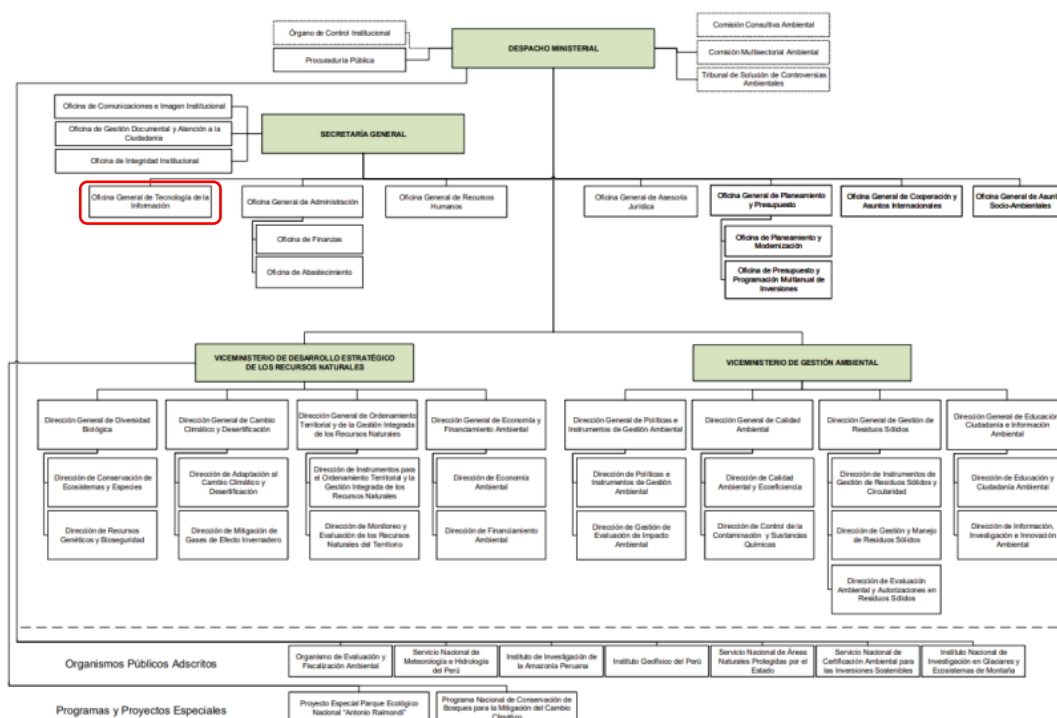 Órgano de Control Institucional
Procuraduría Pública
DESPACHO MINISTERIAL
Comisión Consultiva Ambiental
Comisión Multisectorial Ambiental
Tribunal de Solución de Controversias
Ambientales
Oficina de Comunicaciones e Imagen Institucional
Oficina de Gestión Documental y Atención a la
Ciudadanía
Oficina de Integridad Institucional
SECRETARÍA GENERAL
Oficina General de Tecnología de la
Información
Oficina General de Administración
Oficina de Finanzas
Oficina de Abastecimiento
Oficina General de Recursos
Humanos
Oficina General de Asesoría
Jurídica
Oficina General de Planeamiento
y Presupuesto
Oficina de Planeamiento y
Modernización
Oficina de Presupuesto y
Programación Multianual de
Inversiones
Oficina General de Cooperación y
Asuntos Internacionales
Oficina General de Asun
Socio-Ambientales
VICEMINISTERIO DE DESARROLLO ESTRATÉGICO
DE LOS RECURSOS NATURALES
VICEMINISTERIO DE GESTIÓN AMBIENTAL
Dirección General de Diversidad
Biológica
Dirección de Conservación de
Ecosistemas y Especies
Dirección de Recursos
Genéticos y Bioseguridad
Dirección General de Cambio
Climático y Desertificación
Dirección de Adaptación al
Cambio Climático y
Desertificación
Dirección de Mitigación de
Gases de Efecto Invernadero
Dirección General de Ordenamiento
Territorial y de la Gestión Integrada
de los Recursos Naturales
Dirección de Instrumentos para
el Ordenamiento Territorial y la
Gestión Integrada de los
Recursos Naturales
Dirección de Monitoreo y
Evaluación de los Recursos
Naturales del Territorio
Dirección General de Economía y
Financiamiento Ambiental
Dirección de Economía
Ambiental
Dirección de Financiamiento
Ambiental
Dirección General de Políticas e
Instrumentos de Gestión Ambiental
Dirección de Políticas e
Instrumentos de Gestión
Ambiental
Dirección de Gestión de
Evaluación de Impacto
Ambiental
Dirección General de Calidad
Ambiental
Dirección de Calidad
Ambiental y Ecoeficiencia
Dirección de Control de la
Contaminación y Sustancias
Químicas
Dirección General de Gestión de
Residuos Sólidos
Dirección de Instrumentos de
Gestión de Residuos Sólidos y
Circularidad
Dirección de Gestión y Manejo
de Residuos Sólidos
Dirección de Evaluación
Ambiental y Autorizaciones en
Residuos Sólidos
Dirección General de Educación
Ciudadanía e Información
Ambiental
Dirección de Educación y
Ciudadanía Ambiental
Dirección de Información,
Investigación e Innovación
Ambiental
Organismos Públicos Adscritos
Organismo de Evaluación y
Fiscalización Ambiental
Servicio Nacional de
Meteorología e Hidrología
del Perú
Instituto de Investigación de
la Amazonía Peruana
Instituto Geofísico del Perú
Servicio Nacional de Áreas
Naturales Protegidas por el
Estado
Servicio Nacional de
Certificación Ambiental para
las Inversiones Sostenibles
Instituto Nacional de
Investigación en Glaciares y
Ecosistemas de Montaña
Programas y Proyectos Especiales
Proyecto Especial Parque Ecológico
Nacional "Antonio Raimondi"
Programa Nacional de Conservación de
Bosques para la Mitigación del Cambio
Climático